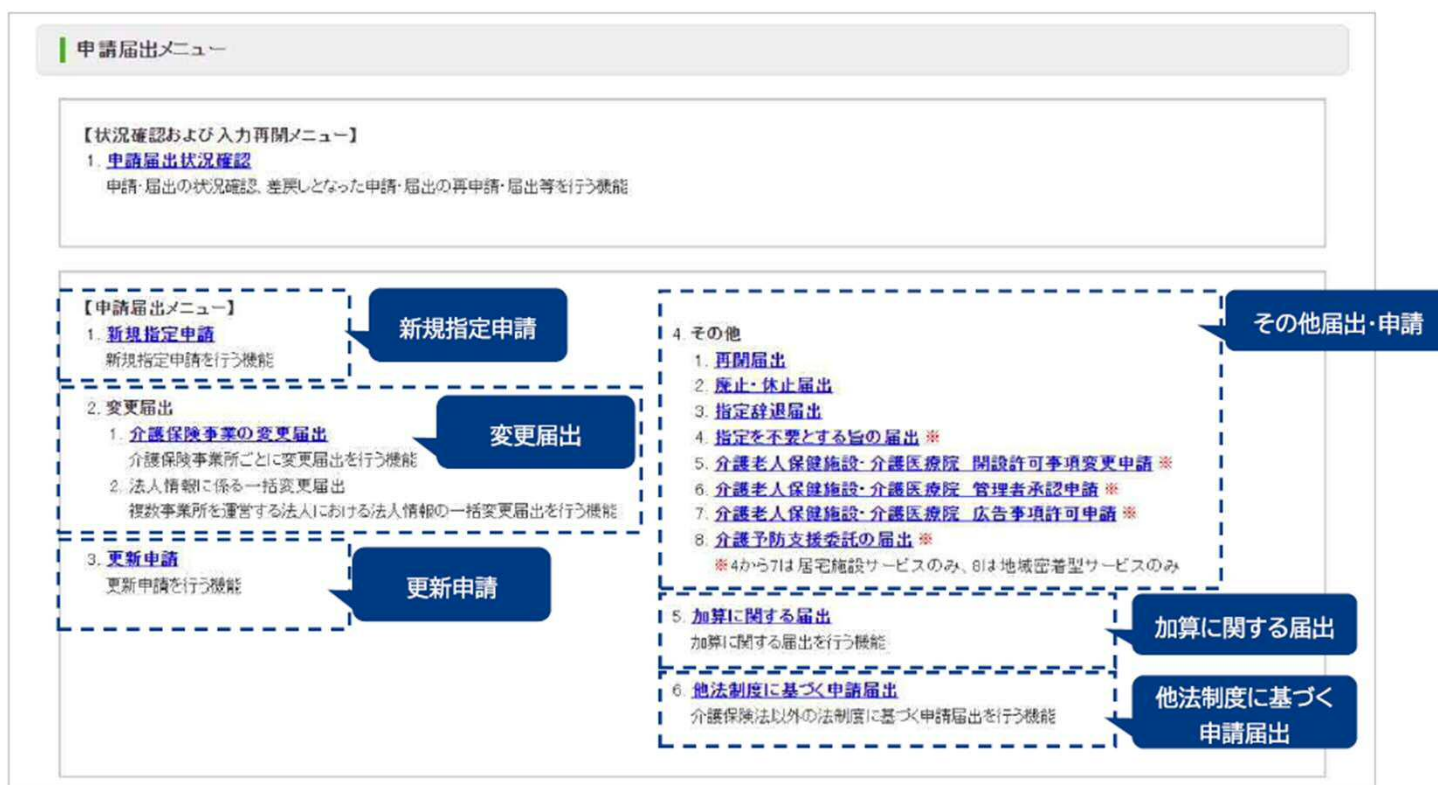 申請届出メニュー
【状況確認および入力再開メニュー】
1. 申請届出状況確認
申請・届出の状況確認、差戻しとなった申請・届出の再申請・届出等を行う機能
【申請届出メニュー】
1. 新規指定申請
新規指定申請を行う機能
新規指定申請
2. 変更届出
1. 介護保険事業の変更届出
介護保険事業所ごとに変更届出を行う機能
2. 法人情報に係る一括変更届出
複数事業所を運営する法人における法人情報の一括変更届出を行う機能
変更届出
3. 更新申請
更新申請を行う機能
更新申請
4. その他
1. 再開届出
2. 廃止・休止届出
3. 指定辞退届出
4. 指定を不要とする旨の届出 ※
5. 介護老人保健施設・介護医療院 開設許可事項変更申請 ※
6. 介護老人保健施設・介護医療院 管理者承認申請 ※
7. 介護老人保健施設・介護医療院 広告事項許可申請 ※
8. 介護予防支援委託の届出 ※
※4から7は居宅施設サービスのみ、8は地域密着型サービスのみ
その他届出・申請
5. 加算に関する届出
加算に関する届出を行う機能
加算に関する届出
6. 他法制度に基づく申請届出
介護保険法以外の法制度に基づく申請届出を行う機能
他法制度に基づく
申請届出